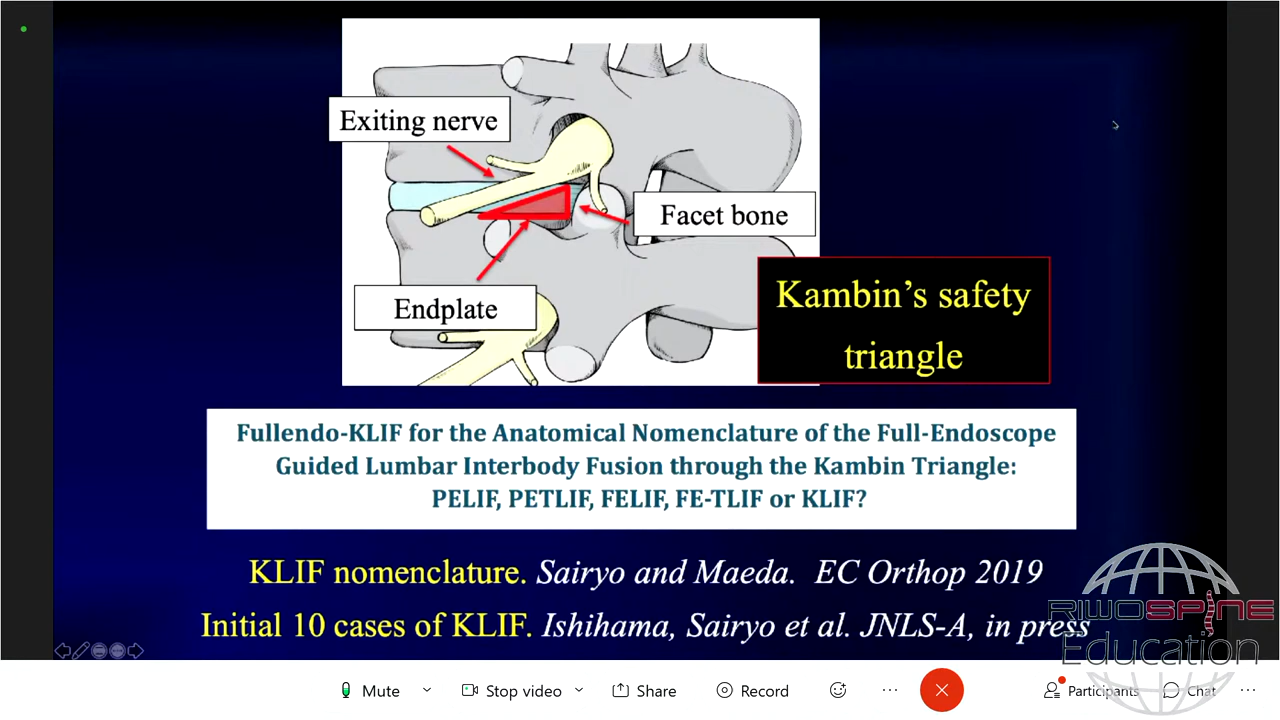 Exiting nerve
Facet bone
Endplate
Kambin's safety
triangle
Fullendo-KLIF for the Anatomical Nomenclature of the Full-Endoscope
Guided Lumbar Interbody Fusion through the Kambin Triangle:
PELIF, PETLIF, FELIF, FE-TLIF or KLIF?
KLIF nomenclature. Sairyo and Maeda. EC Orthop 2019
Initial 10 cases of KLIF. Ishihama, Sairyo et al. JNLS-A, in press
RIWOSPINE
Education
Mute
Stop video
Share
Record
Participants
Chat